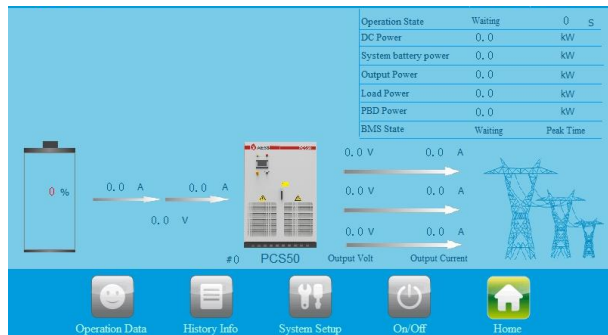 Operation State Waiting 0 S
DC Power 0.0 kW
System battery power 0.0 kW
Output Power 0.0 kW
Load Power 0.0 kW
PBD Power 0.0 kW
BMS State Waiting Peak Time
0.0 V 0.0 A
0 % 0.0 A 0.0 A
0.0 V 0.0 A
0.0 V
0.0 V 0.0 A
#0 PCS50 Output Volt Output Current
Operation Data History Info System Setup On/Off Home